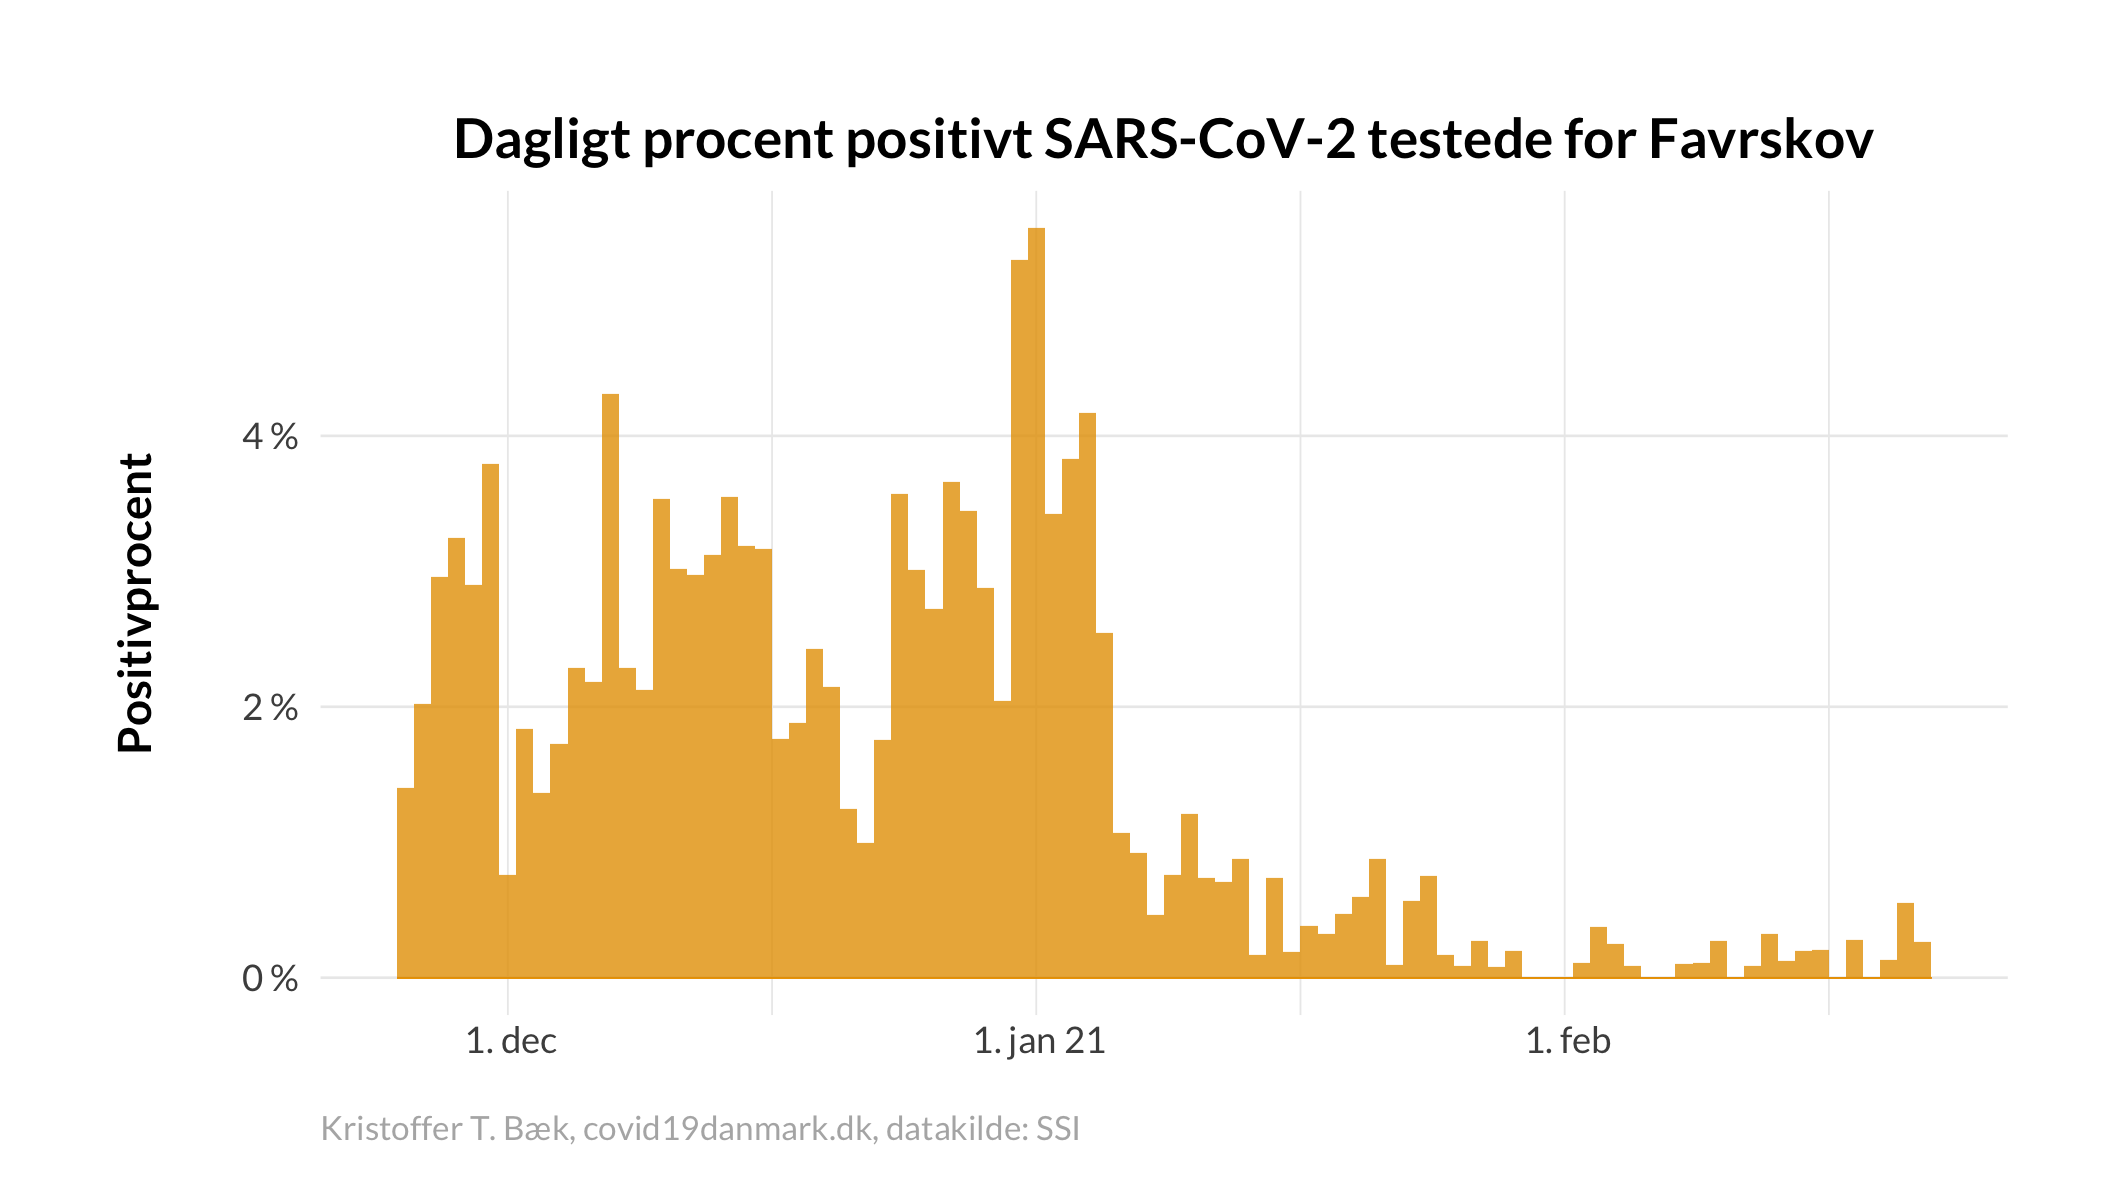 Dagligt procent positivt SARS-CoV-2 testede for Favrskov
Positivprocent
4 %
2 %
0 %
1. dec
1. jan 21
1. feb
Kristoffer T. Bæk, covid19danmark.dk, datakilde: SSI